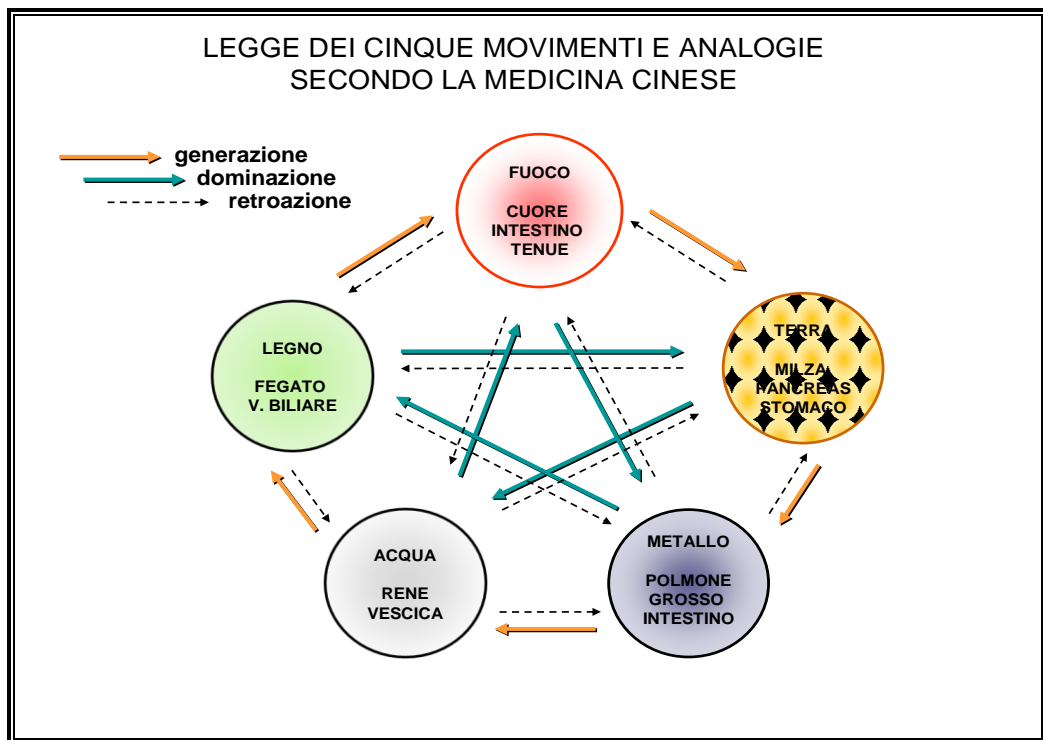 LEGGE DEI CINQUE MOVIMENTI E ANALOGIE
SECONDO LA MEDICINA CINESE
generazione
dominazione
retroazione
FUOCO
CUORE
INTESTINO
TENUE
LEGNO
FEGATO
V. BILIARE
TERRA
MILZA
PANCREAS
STOMACO
ACQUA
RENE
VESCICA
METALLO
POLMONE
GROSSO
INTESTINO